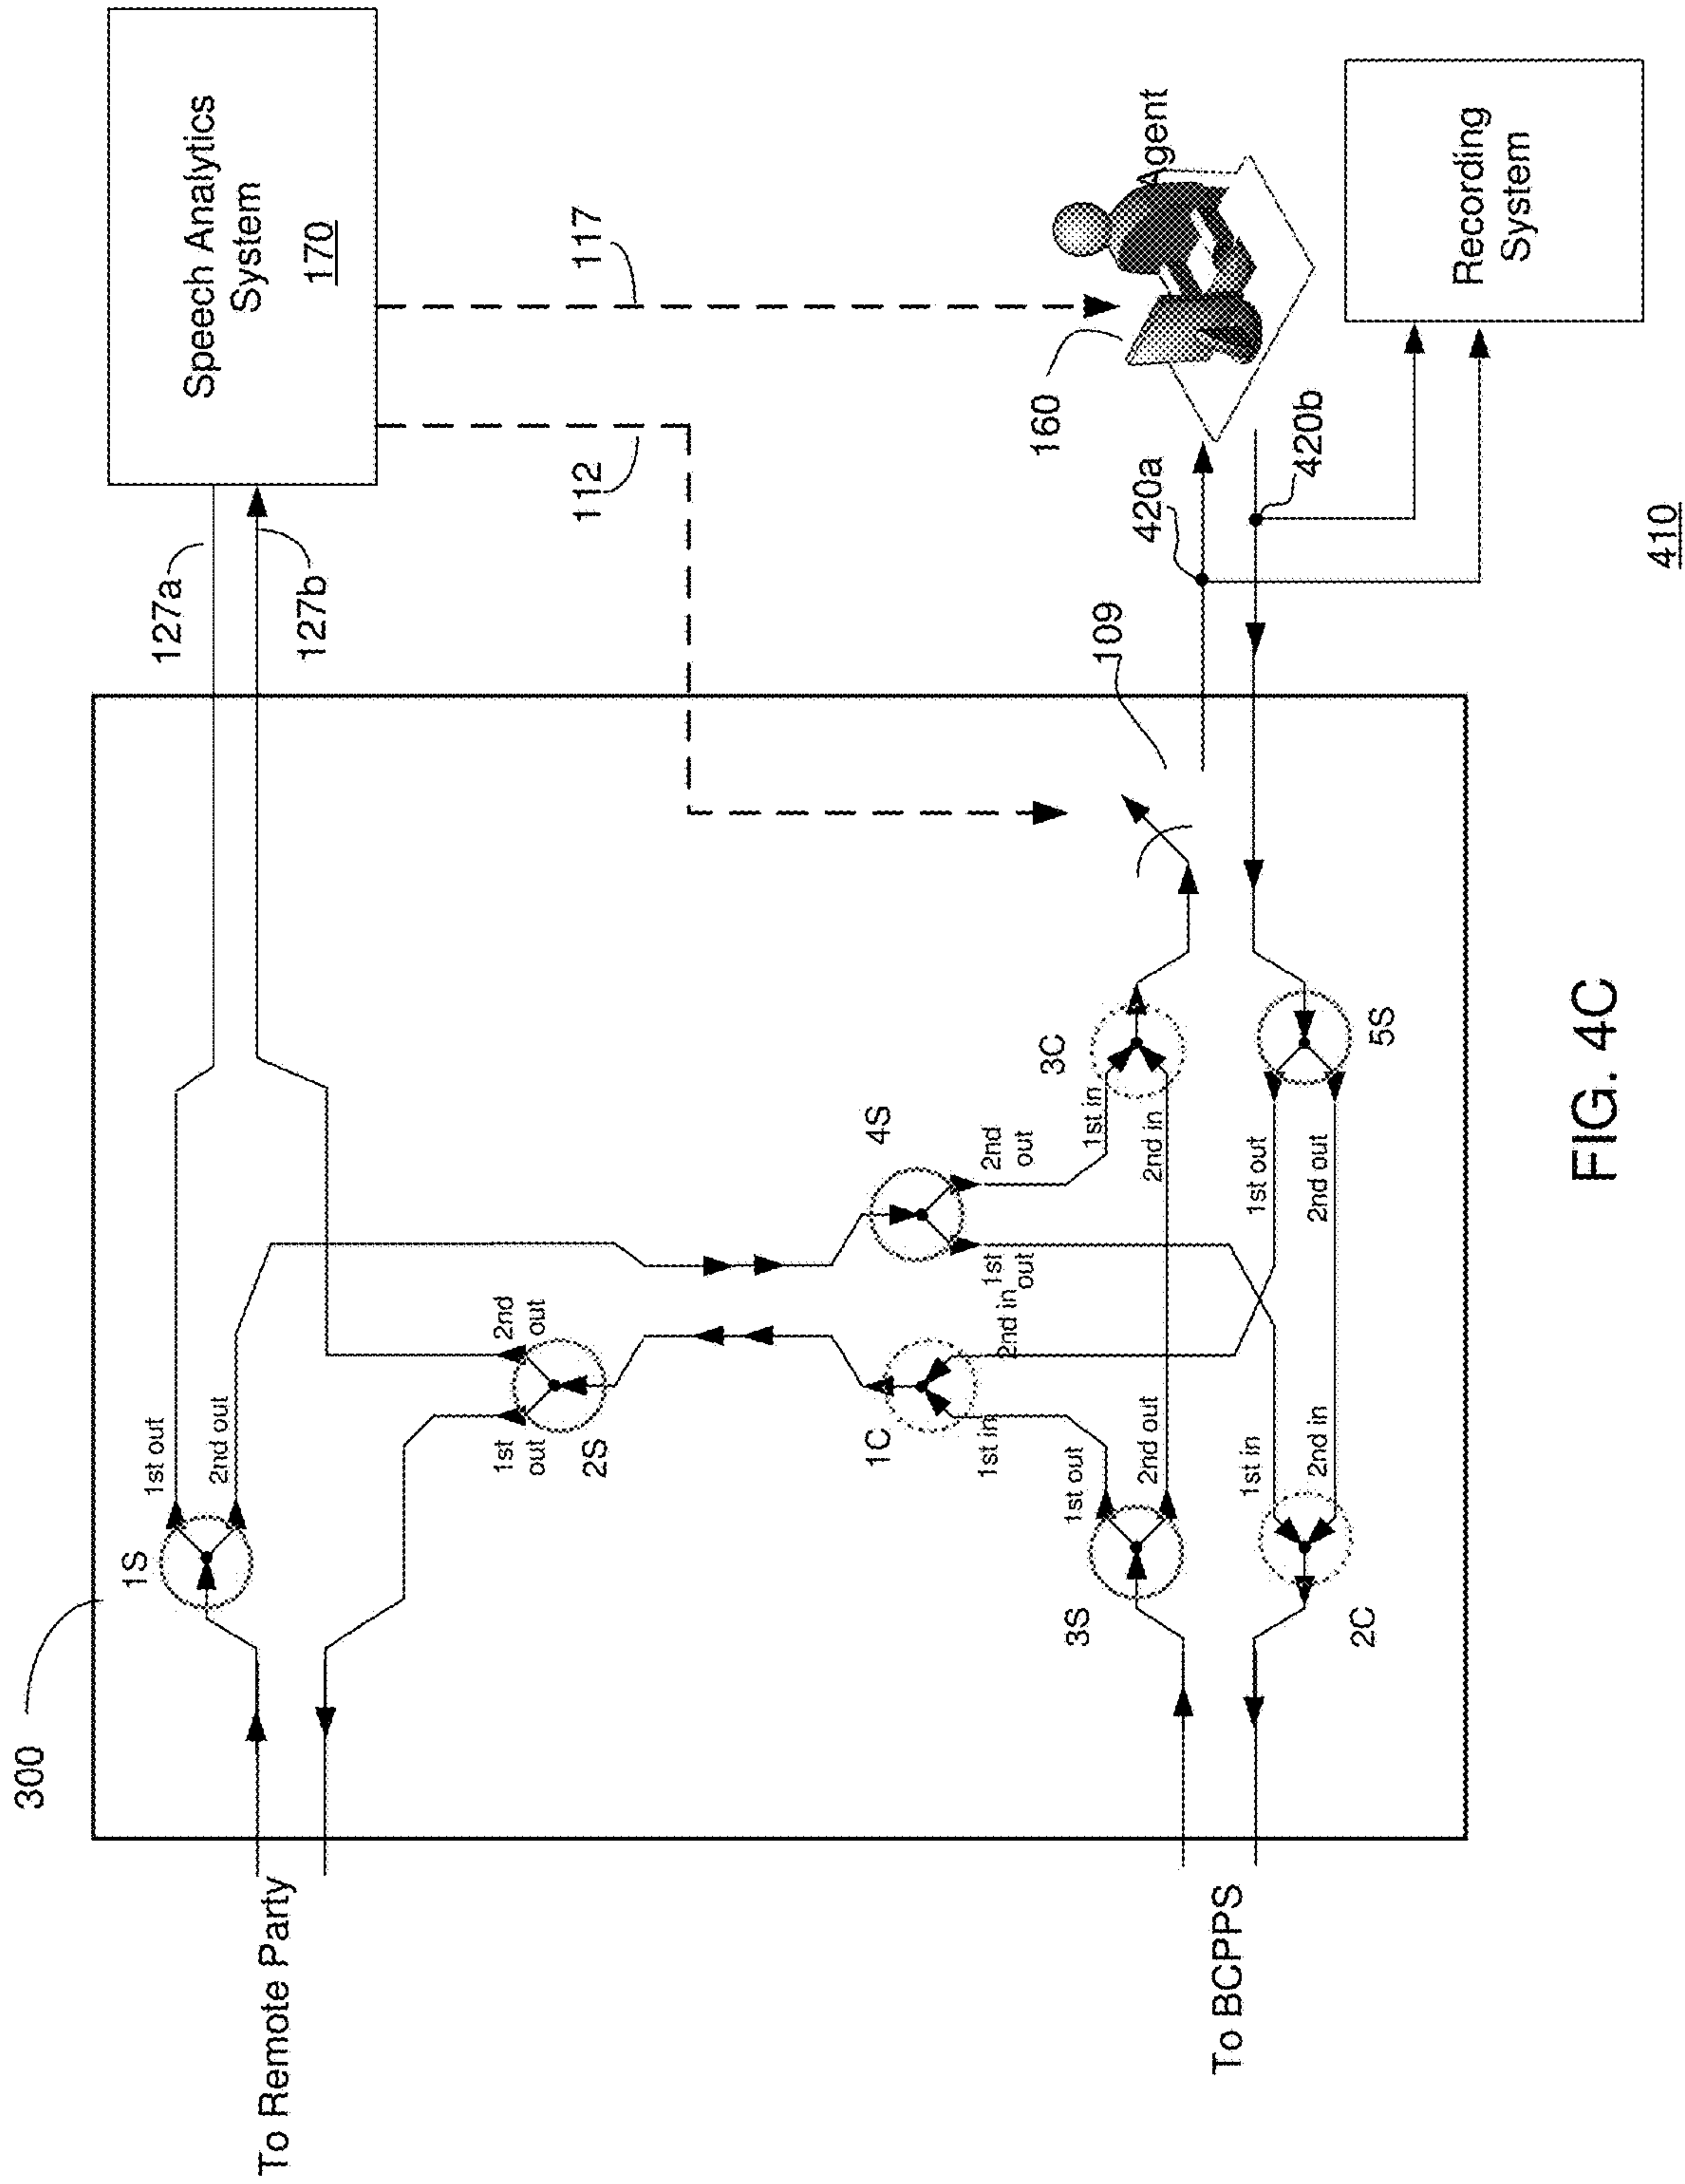 300
To Remote Party
To BCPPS
1S
1st out
2nd out
2S
1st
out
2nd
out
1C
1st in
2nd in
4S
1st
out
2nd
out
3S
1st out
2nd out
3C
1st in
2nd in
2C
1st in
2nd in
5S
1st out
2nd out
109
127a
127b
112
117
Speech Analytics
System
170
160
Agent
420a
420b
Recording
System
410
FIG. 4C